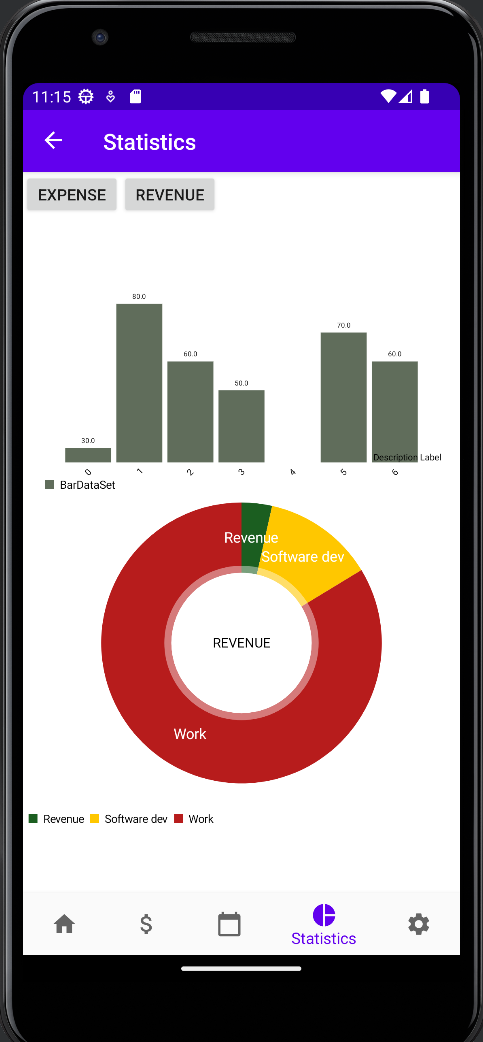 11:15
Statistics
EXPENSE REVENUE
80.0
70.0
60.0 60.0
50.0
30.0
Description Label
0 1 2 3 4 5 6
BarDataSet
Revenue
Software dev
REVENUE
Work
Revenue Software dev Work
Statistics